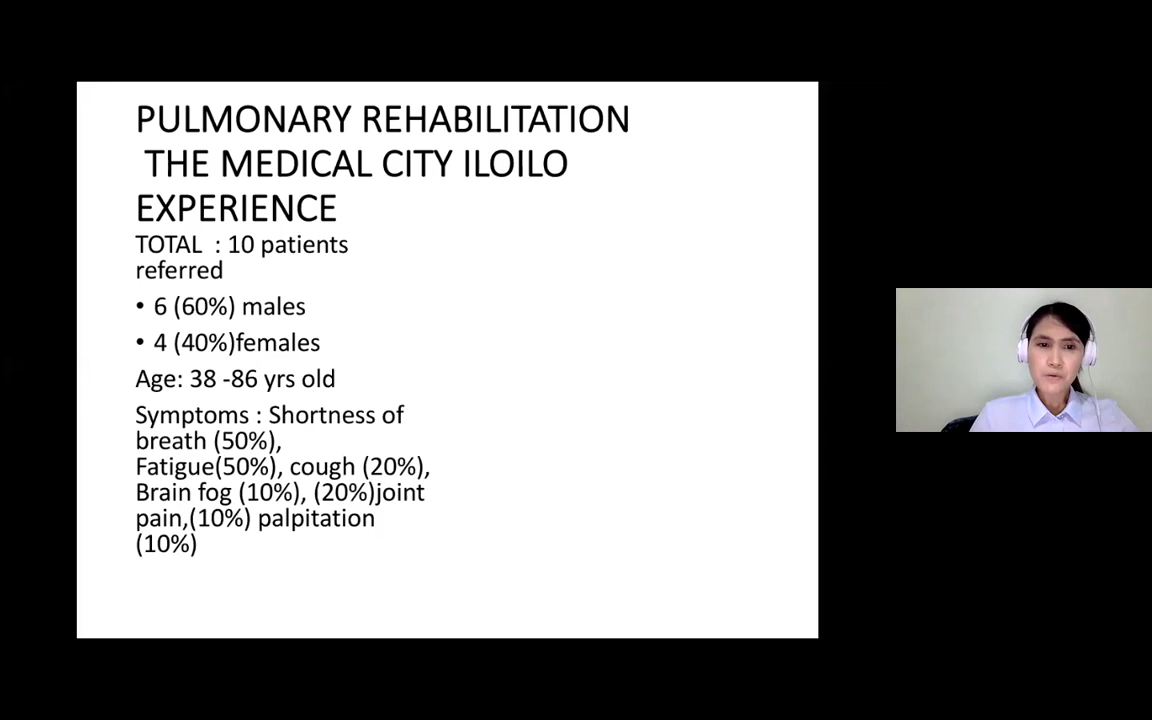 PULMONARY REHABILITATION
THE MEDICAL CITY ILOILO
EXPERIENCE
TOTAL : 10 patients
referred
• 6 (60%) males
• 4 (40%)females
Age: 38 -86 yrs old
Symptoms : Shortness of
breath (50%),
Fatigue(50%), cough (20%),
Brain fog (10%), (20%)joint
pain,(10%) palpitation
(10%)